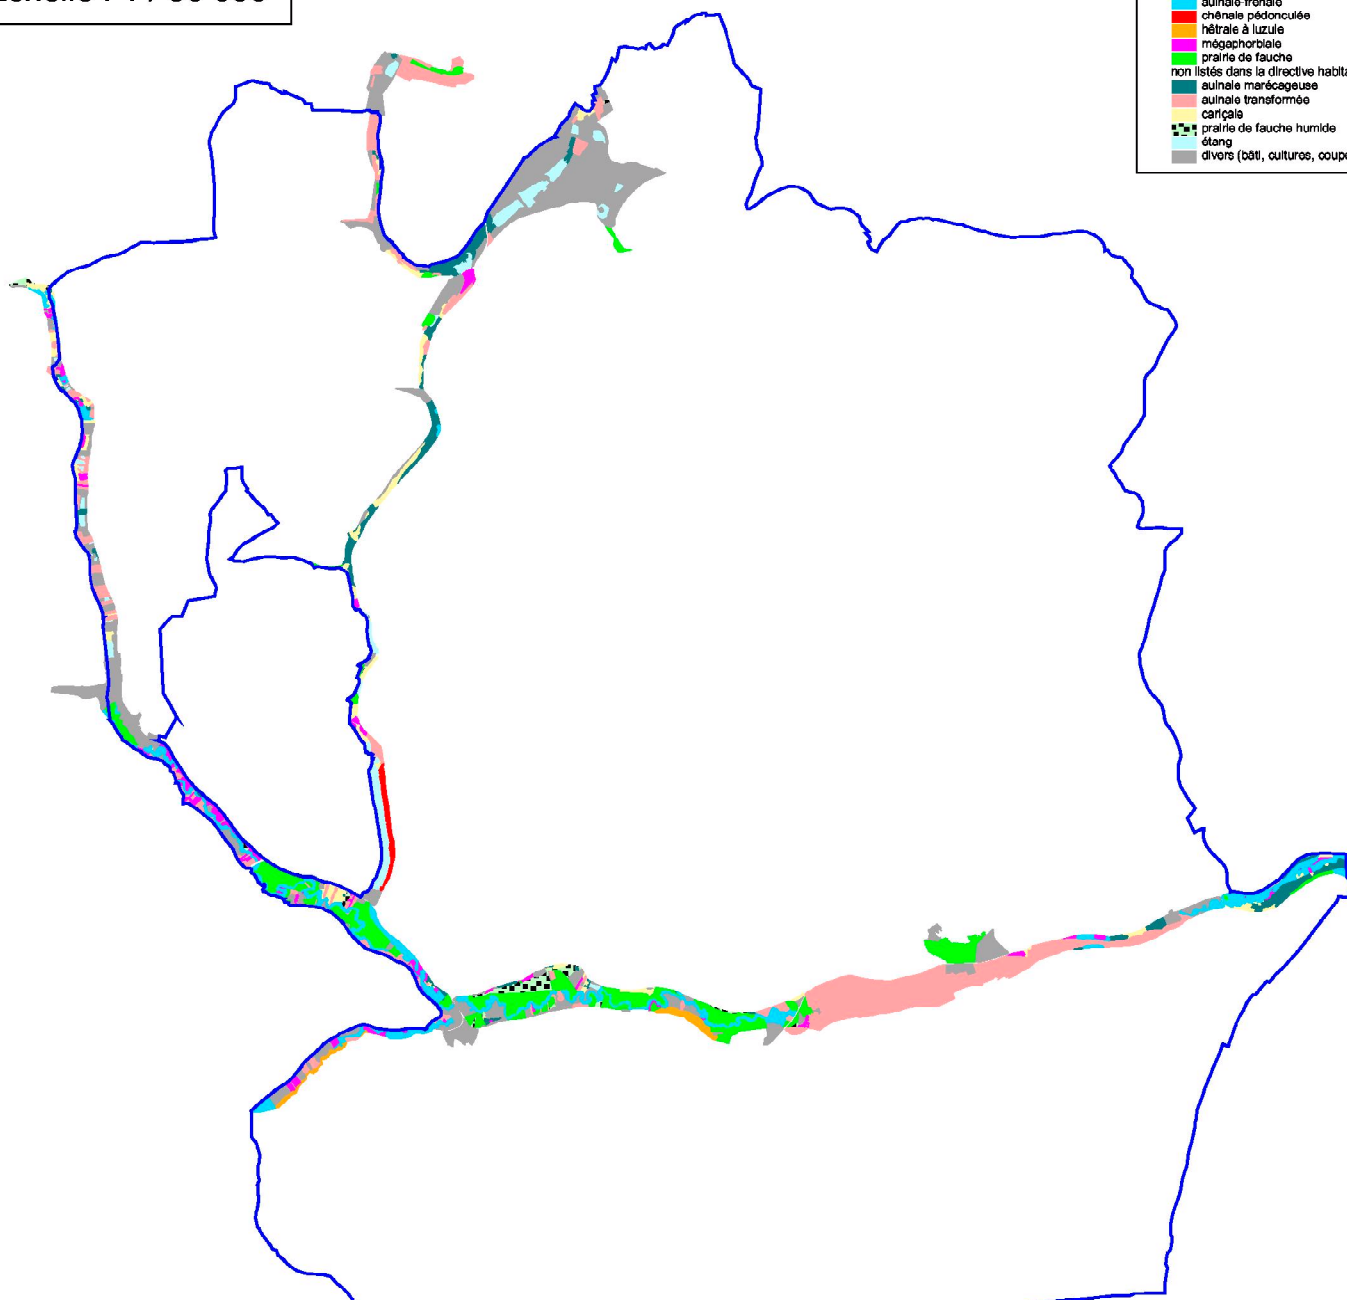 aulnaie-frênaie
chênaie pédonculée
hêtraie à luzule
mégaphorbiaie
prairie de fauche
non listés dans la directive habita
aulnaie marécageuse
aulnaie transformée
cariçaie
prairie de fauche humide
étang
divers (bâti, cultures, coupe